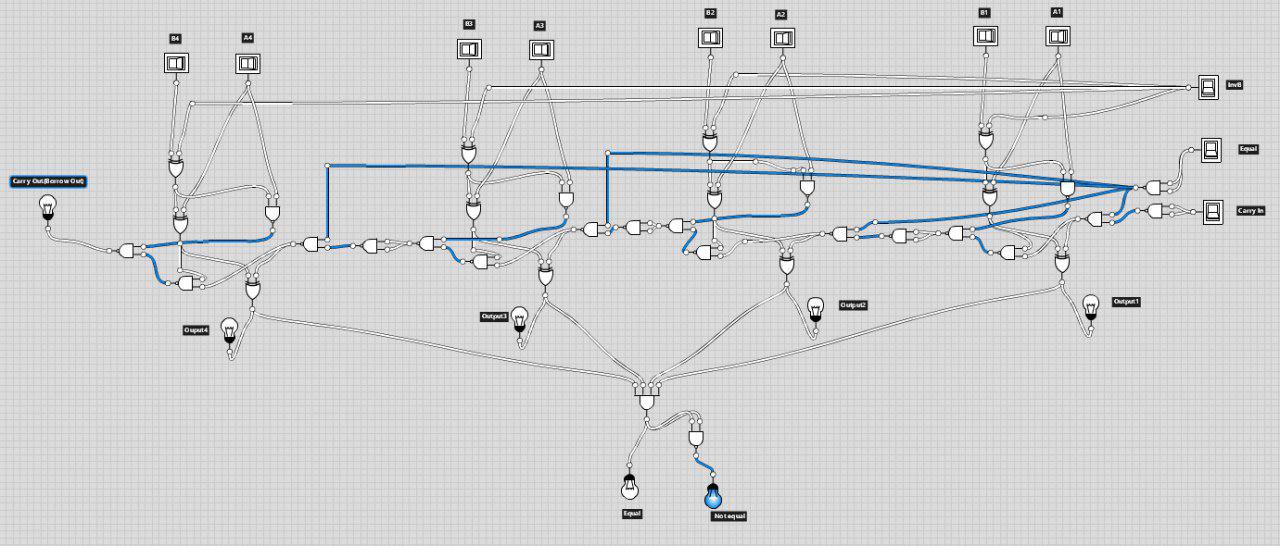 B4
A4
B3
A3
B2
A2
B1
A1
InvB
Equal
Carry Out(Borrow Out)
Carry In
Ouput4
Output3
Output2
Output1
Equal
Not equal